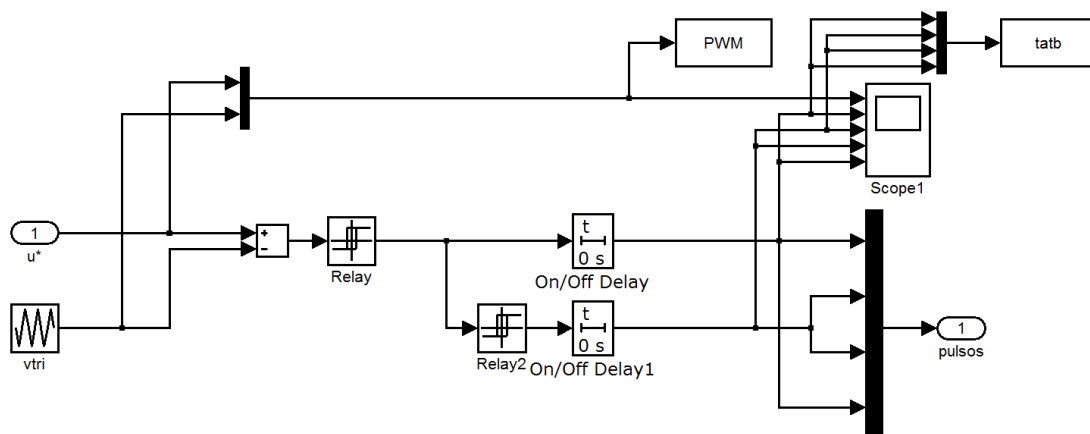 PWM
tatb
Scope1
1
u*
+
−
Relay
t
0 s
On/Off Delay
vtri
Relay2
t
0 s
On/Off Delay1
1
pulsos